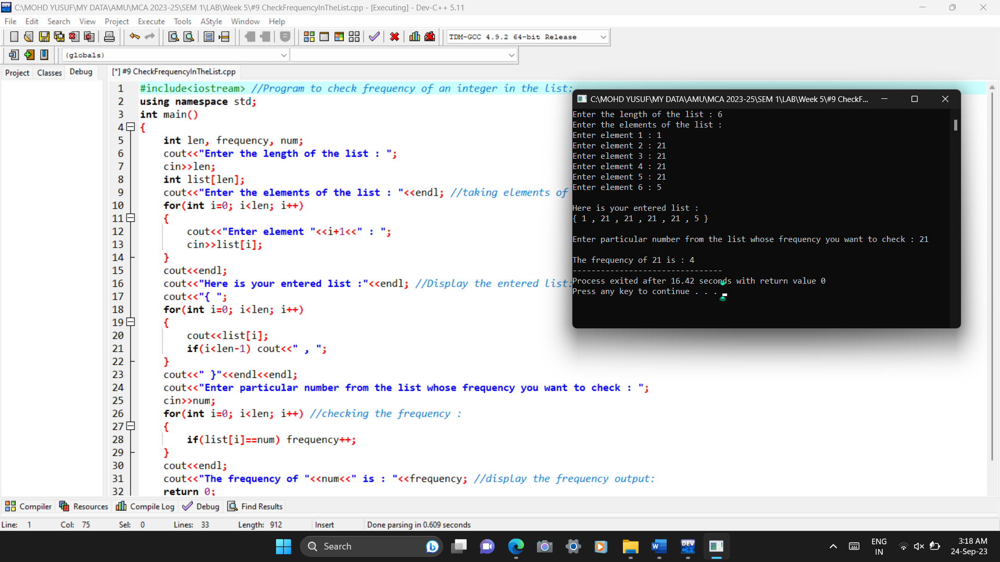 C:\MOHD YUSUF\MY DATA\AMU\MCA 2023-25\SEM 1\LAB\Week 5\#9 CheckFrequencyInTheList.cpp - [Executing] - Dev-C++ 5.11
File Edit Search View Project Execute Tools AStyle Window Help
TDM-GCC 4.9.2 64-bit Release
(globals)
Project Classes Debug [*] #9 CheckFrequencyInTheList.cpp
1 #include<iostream> //Program to check frequency of an integer in the list:
2 using namespace std;
3 int main()
4 {
5 int len, frequency, num;
6 cout<<"Enter the length of the list : ";
7 cin>>len;
8 int list[len];
9 cout<<"Enter the elements of the list : "<<endl; //taking elements of
10 for(int i=0; i<len; i++)
11 {
12 cout<<"Enter element "<<i+1<<" : ";
13 cin>>list[i];
14 }
15 cout<<endl;
16 cout<<"Here is your entered list :"<<endl; //Display the entered list:
17 cout<<"{ ";
18 for(int i=0; i<len; i++)
19 {
20 cout<<list[i];
21 if(i<len-1) cout<<" , ";
22 }
23 cout<<" }"<<endl<<endl;
24 cout<<"Enter particular number from the list whose frequency you want to check : ";
25 cin>>num;
26 for(int i=0; i<len; i++) //checking the frequency :
27 {
28 if(list[i]==num) frequency++;
29 }
30 cout<<endl;
31 cout<<"The frequency of "<<num<<" is : "<<frequency; //display the frequency output:
32 return 0;
C:\MOHD YUSUF\MY DATA\AMU\MCA 2023-25\SEM 1\LAB\Week 5\#9 CheckF...
Enter the length of the list : 6
Enter the elements of the list :
Enter element 1 : 1
Enter element 2 : 21
Enter element 3 : 21
Enter element 4 : 21
Enter element 5 : 21
Enter element 6 : 5
Here is your entered list :
{ 1 , 21 , 21 , 21 , 21 , 5 }
Enter particular number from the list whose frequency you want to check : 21
The frequency of 21 is : 4
--------------------------------
Process exited after 16.42 seconds with return value 0
Press any key to continue . . .
Compiler Resources Compile Log Debug Find Results
Line: 1 Col: 75 Sel: 0 Lines: 33 Length: 912 Insert Done parsing in 0.609 seconds
Search
DEV
ENG
IN
3:18 AM
24-Sep-23